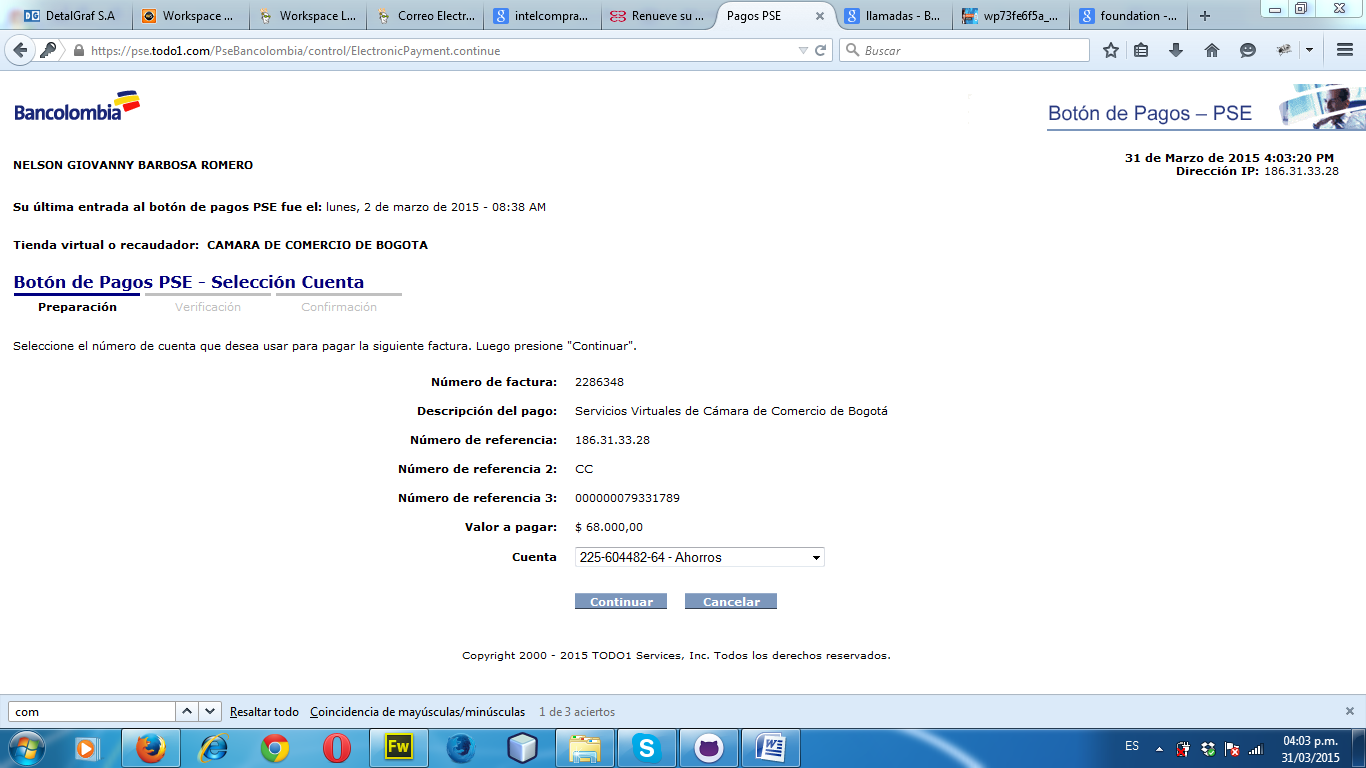 DetalGraf S.A
Workspace ...
Workspace L...
Correo Electr...
intelcompra...
Renueve su ...
Pagos PSE
llamadas - B...
wp73fe6f5a_...
foundation -...
https://pse.todo1.com/PseBancolombia/control/ElectronicPayment.continue
Buscar
Bancolombia
Botón de Pagos – PSE
NELSON GIOVANNY BARBOSA ROMERO
31 de Marzo de 2015 4:03:20 PM
Dirección IP: 186.31.33.28
Su última entrada al botón de pagos PSE fue el: lunes, 2 de marzo de 2015 - 08:38 AM
Tienda virtual o recaudador: CAMARA DE COMERCIO DE BOGOTA
Botón de Pagos PSE - Selección Cuenta
Preparación Verificación Confirmación
Seleccione el número de cuenta que desea usar para pagar la siguiente factura. Luego presione "Continuar".
Número de factura: 2286348
Descripción del pago: Servicios Virtuales de Cámara de Comercio de Bogotá
Número de referencia: 186.31.33.28
Número de referencia 2: CC
Número de referencia 3: 000000079331789
Valor a pagar: $ 68.000,00
Cuenta 225-604482-64 - Ahorros
Continuar Cancelar
Copyright 2000 - 2015 TODO1 Services, Inc. Todos los derechos reservados.
com Resaltar todo Coincidencia de mayúsculas/minúsculas 1 de 3 aciertos
Fw
ES
04:03 p.m.
31/03/2015